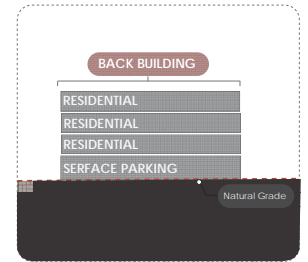 BACK BUILDING
RESIDENTIAL
RESIDENTIAL
RESIDENTIAL
SERFACE PARKING
Natural Grade